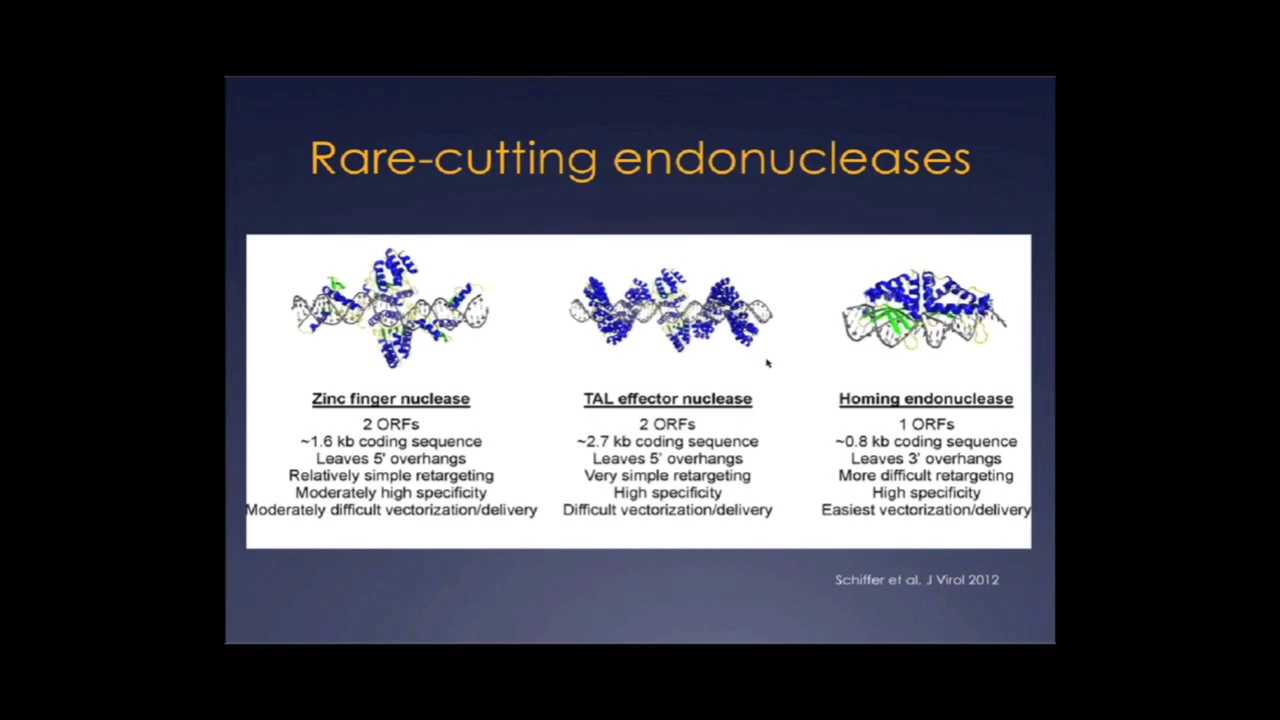 Rare-cutting endonucleases
Zinc finger nuclease
2 ORFs
~1.6 kb coding sequence
Leaves 5' overhangs
Relatively simple retargeting
Moderately high specificity
Moderately difficult vectorization/delivery
TAL effector nuclease
2 ORFs
~2.7 kb coding sequence
Leaves 5' overhangs
Very simple retargeting
High specificity
Difficult vectorization/delivery
Homing endonuclease
1 ORFs
~0.8 kb coding sequence
Leaves 3' overhangs
More difficult retargeting
High specificity
Easiest vectorization/delivery
Schiffer et al, J Virol 2012